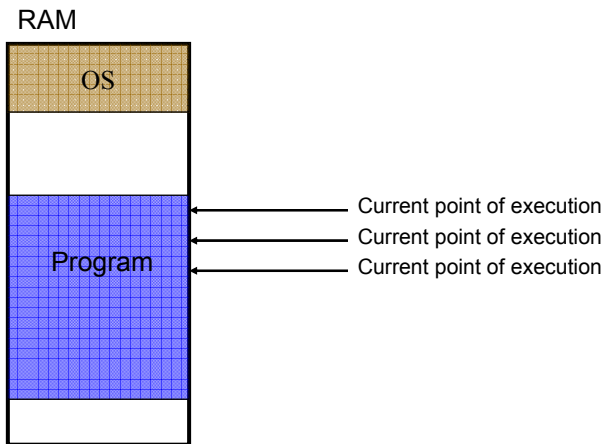 RAM
OS
Current point of execution
Current point of execution
Program
Current point of execution